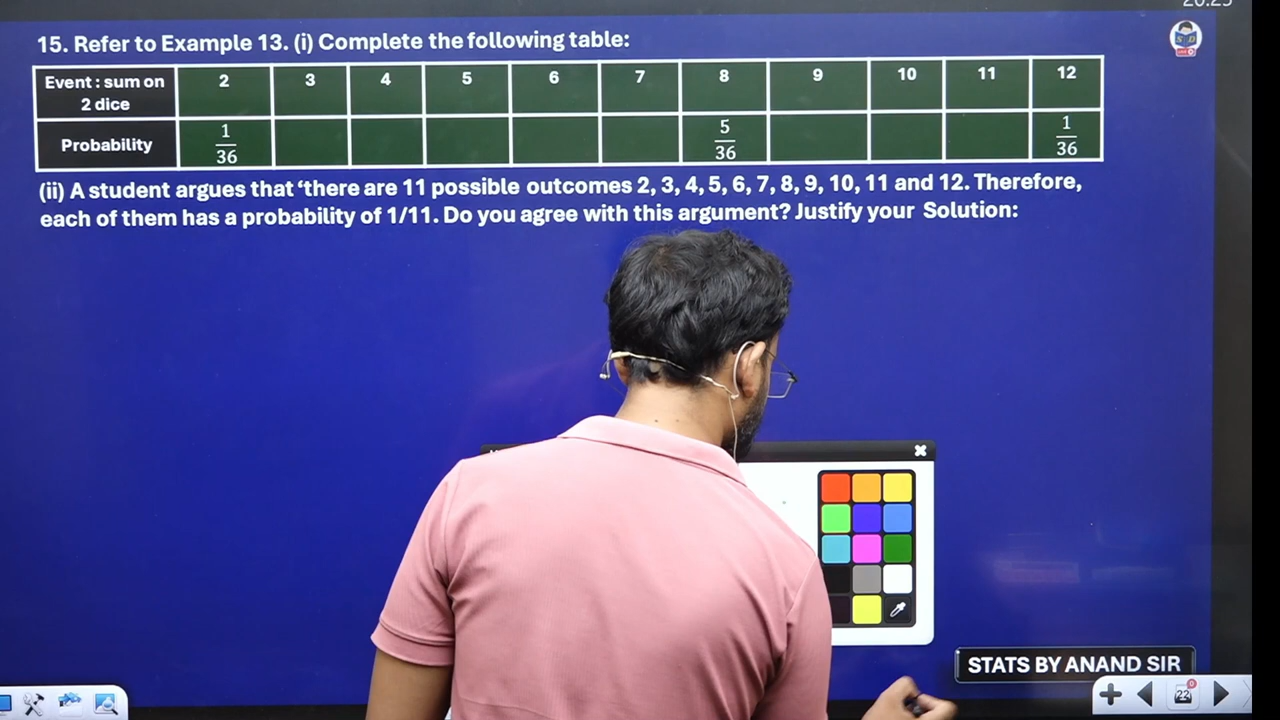 15. Refer to Example 13. (i) Complete the following table:
Event : sum on 2 dice 2 3 4 5 6 7 8 9 10 11 12
Probability 1/36 5/36 1/36
(ii) A student argues that ‘there are 11 possible outcomes 2, 3, 4, 5, 6, 7, 8, 9, 10, 11 and 12. Therefore,
each of them has a probability of 1/11. Do you agree with this argument? Justify your Solution:
STATS BY ANAND SIR